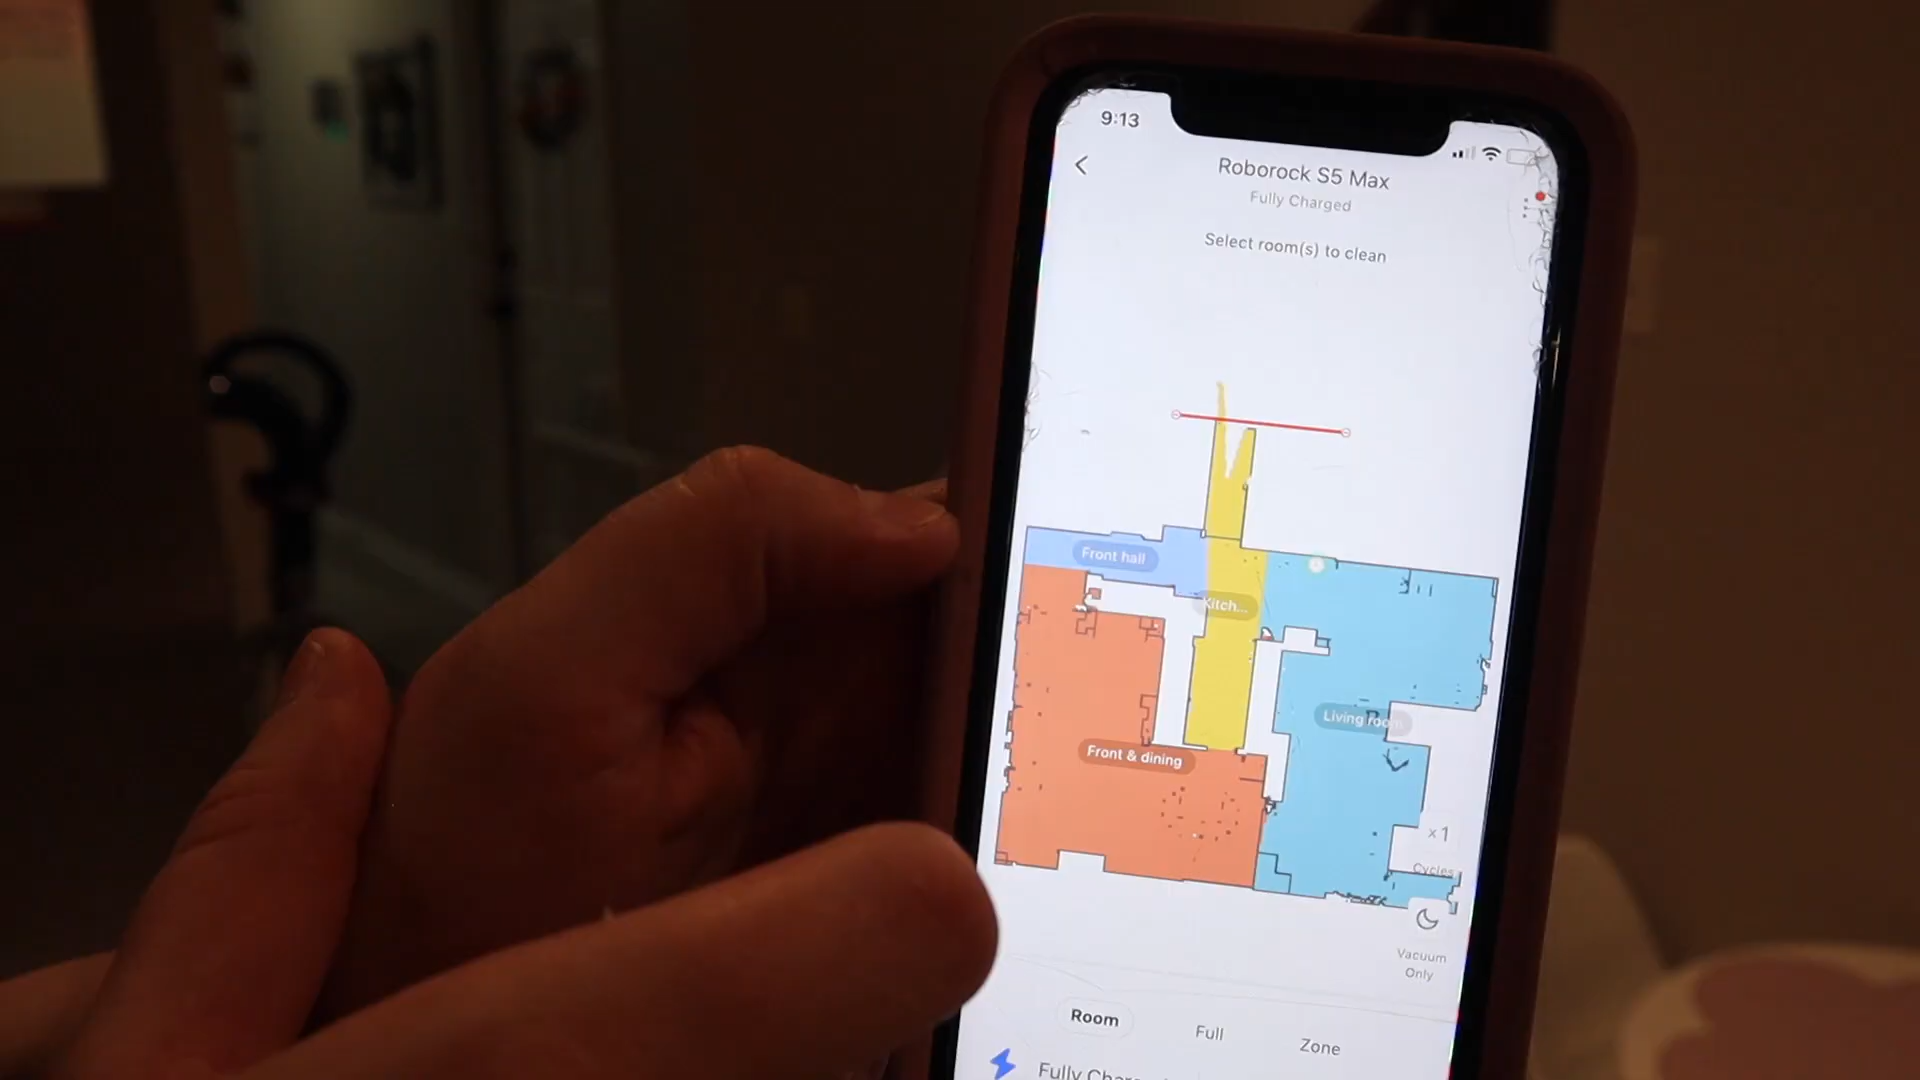 9:13
Roborock S5 Max
Fully Charged
Select room(s) to clean
Front hall
Kitch...
Living room
Front & dining
x1
Cycles
Vacuum
Only
Room
Full
Zone
Fully